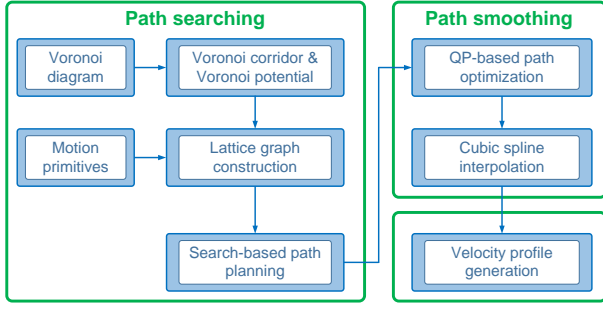 Path searching
Voronoi
diagram
Voronoi corridor &
Voronoi potential
Motion
primitives
Lattice graph
construction
Search-based path
planning
Path smoothing
QP-based path
optimization
Cubic spline
interpolation
Velocity profile
generation